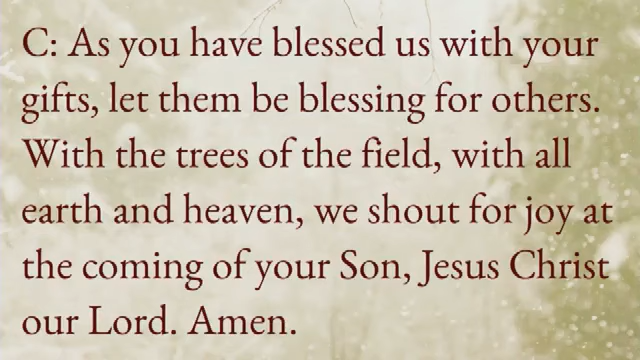 C: As you have blessed us with your
gifts, let them be blessing for others.
With the trees of the field, with all
earth and heaven, we shout for joy at
the coming of your Son, Jesus Christ
our Lord. Amen.